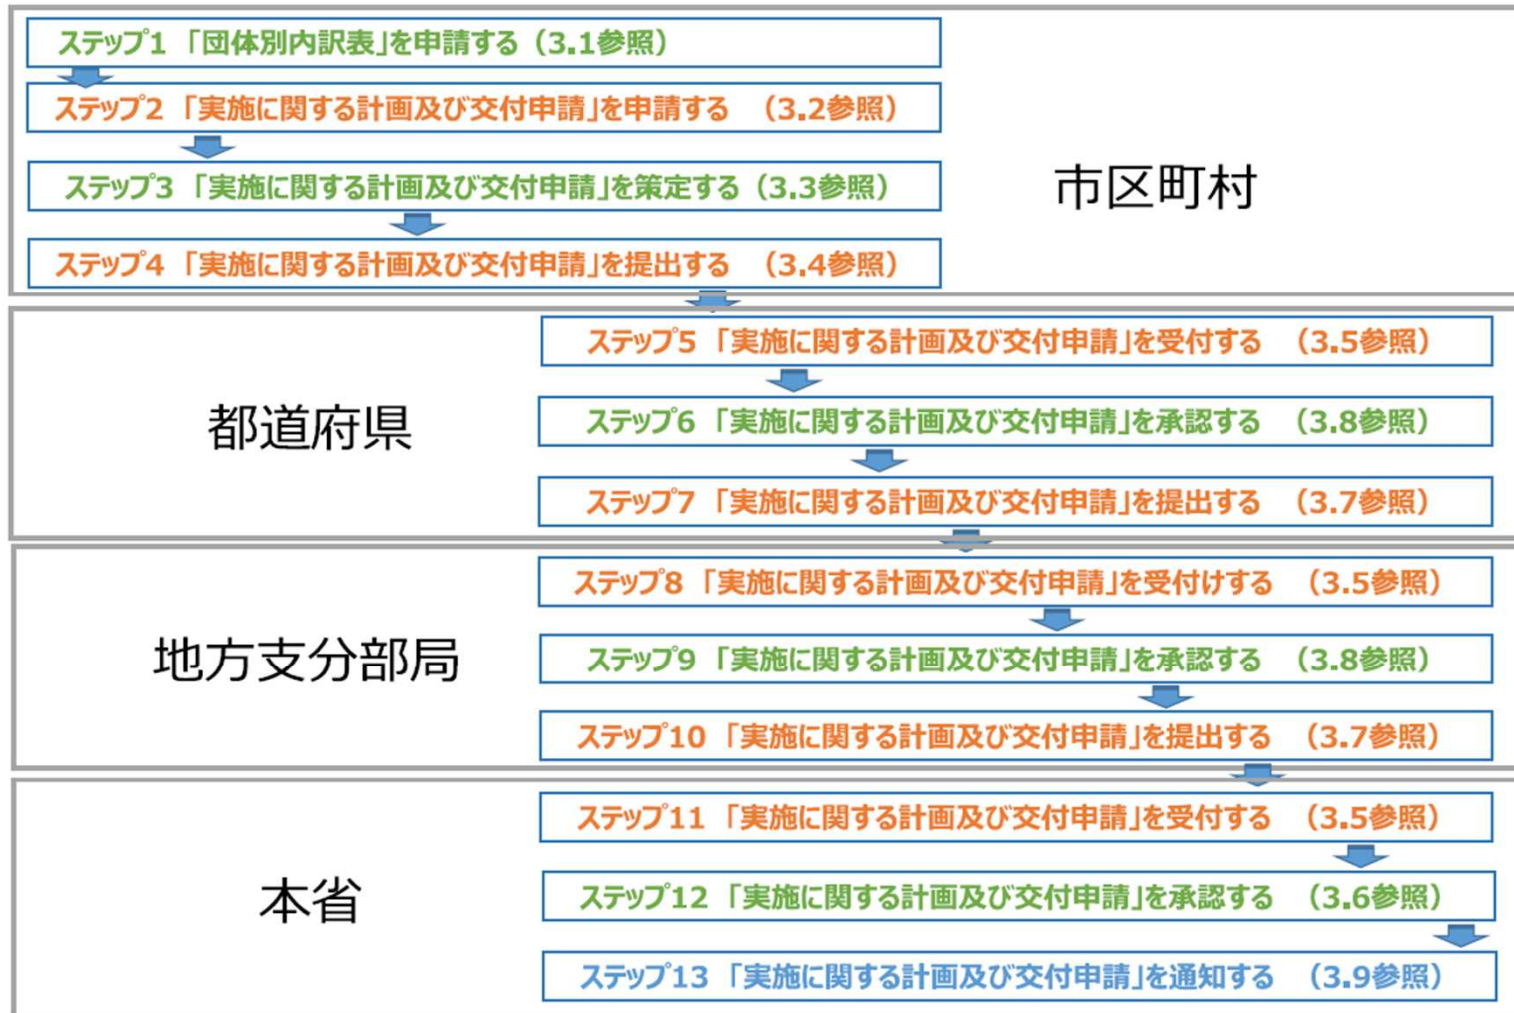 ステップ1 「団体別内訳表」を申請する（3.1参照）
ステップ2 「実施に関する計画及び交付申請」を申請する （3.2参照）
ステップ3 「実施に関する計画及び交付申請」を策定する（3.3参照）
ステップ4 「実施に関する計画及び交付申請」を提出する （3.4参照）
市区町村
都道府県
ステップ5 「実施に関する計画及び交付申請」を受付する （3.5参照）
ステップ6 「実施に関する計画及び交付申請」を承認する （3.8参照）
ステップ7 「実施に関する計画及び交付申請」を提出する （3.7参照）
地方支分部局
ステップ8 「実施に関する計画及び交付申請」を受付けする （3.5参照）
ステップ9 「実施に関する計画及び交付申請」を承認する （3.8参照）
ステップ10 「実施に関する計画及び交付申請」を提出する （3.7参照）
本省
ステップ11 「実施に関する計画及び交付申請」を受付する （3.5参照）
ステップ12 「実施に関する計画及び交付申請」を承認する （3.6参照）
ステップ13 「実施に関する計画及び交付申請」を通知する （3.9参照）